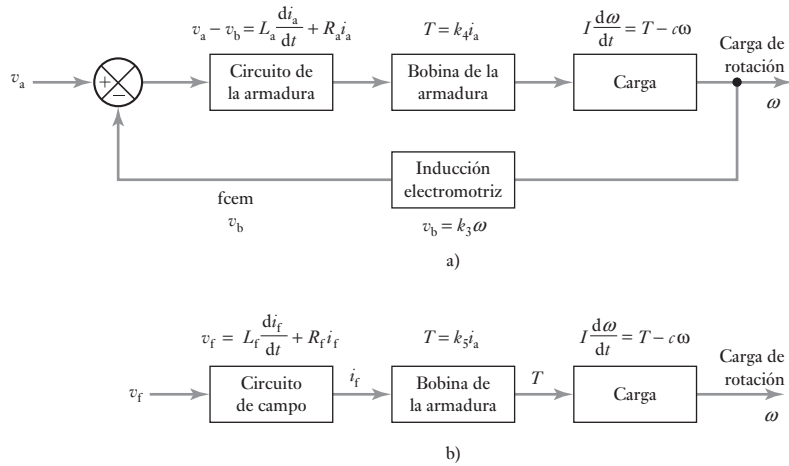 v_a − v_b = L_a di_a/dt + R_a i_a
T = k_4 i_a
I dω/dt = T − cω
Carga de
rotación
v_a
+
−
Circuito de
la armadura
Bobina de la
armadura
Carga
ω
Inducción
electromotriz
fcem
v_b
v_b = k_3 ω
a)
v_f = L_f di_f/dt + R_f i_f
T = k_5 i_a
I dω/dt = T − cω
Carga de
rotación
v_f
Circuito
de campo
i_f
Bobina de
la armadura
T
Carga
ω
b)